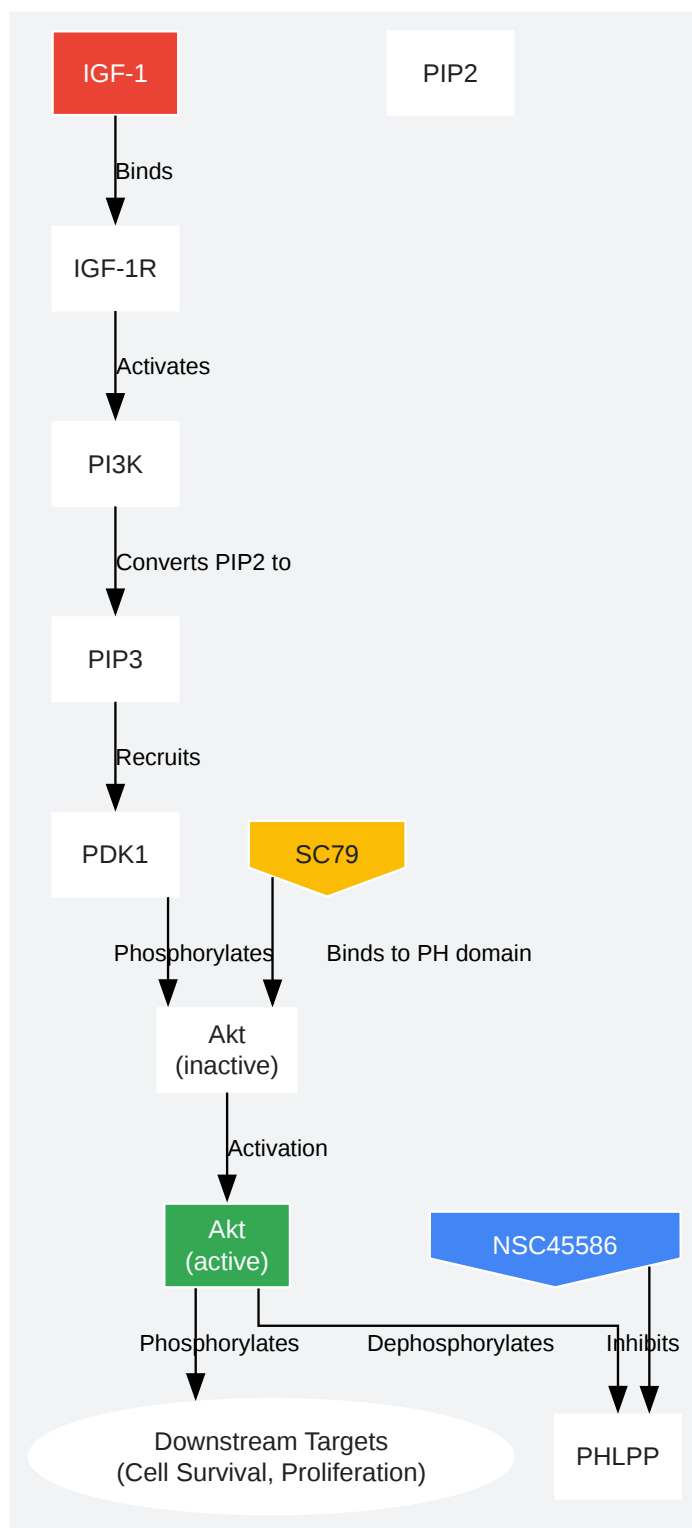 IGF-1
PIP2
Binds
IGF-1R
Activates
PI3K
Converts PIP2 to
PIP3
Recruits
PDK1
SC79
Phosphorylates
Binds to PH domain
Akt
(inactive)
Activation
Akt
(active)
NSC45586
Phosphorylates
Dephosphorylates
Inhibits
Downstream Targets
(Cell Survival, Proliferation)
PHLPP